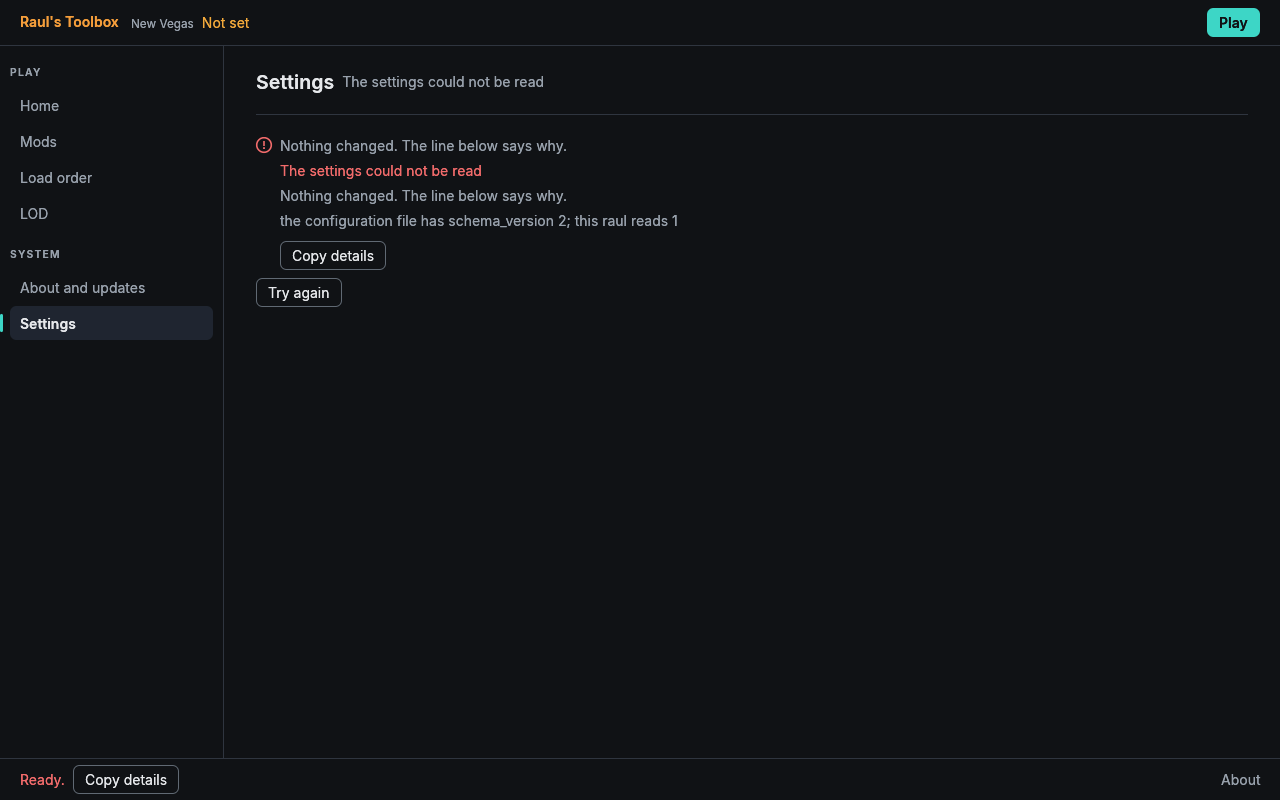 Raul's Toolbox New Vegas Not set Play
PLAY
Home
Mods
Load order
LOD
SYSTEM
About and updates
Settings
Settings The settings could not be read
Nothing changed. The line below says why.
The settings could not be read
Nothing changed. The line below says why.
the configuration file has schema_version 2; this raul reads 1
Copy details
Try again
Ready. Copy details About